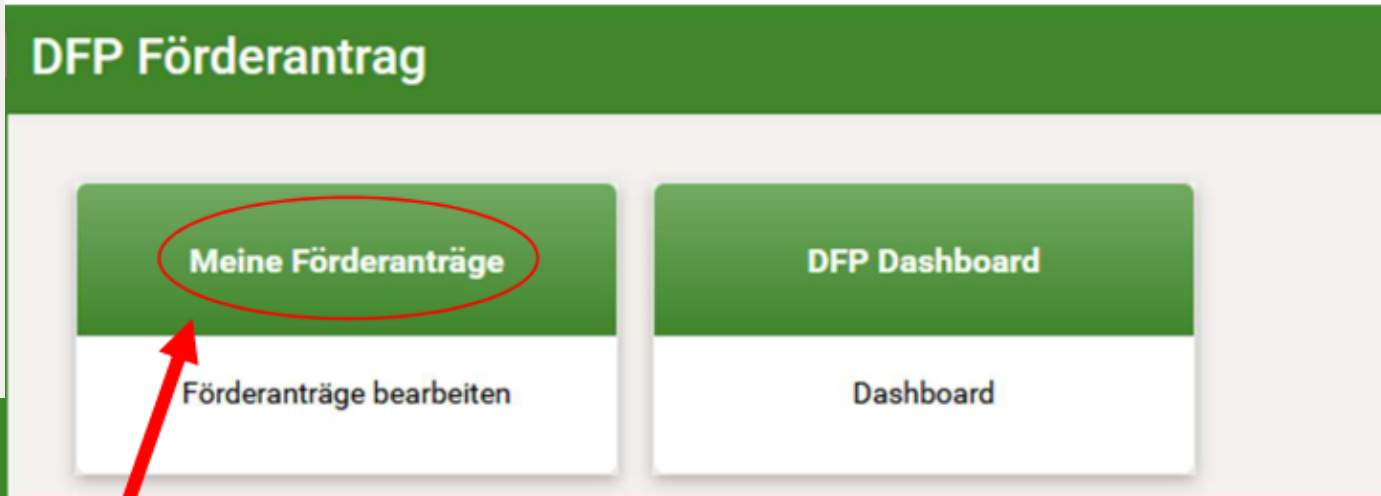 DFP Förderantrag
Meine Förderanträge
DFP Dashboard
Förderanträge bearbeiten
Dashboard